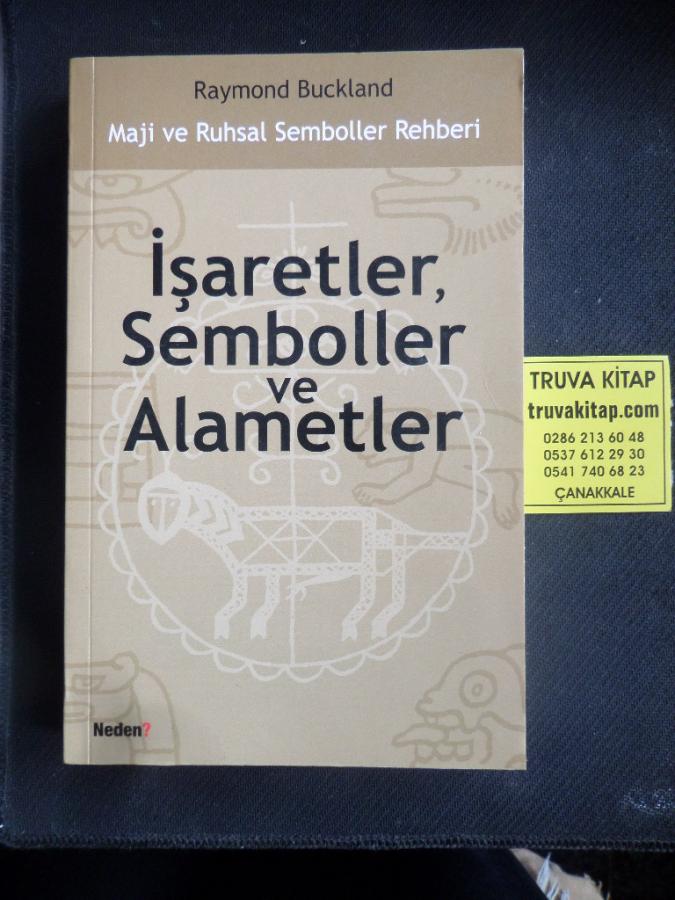 Raymond Buckland
Maji ve Ruhsal Semboller Rehberi
İşaretler,
Semboller
ve
Alametler
Neden?
TRUVA KİTAP
truvakitap.com
0286 213 60 48
0537 612 29 30
0541 740 68 23
ÇANAKKALE